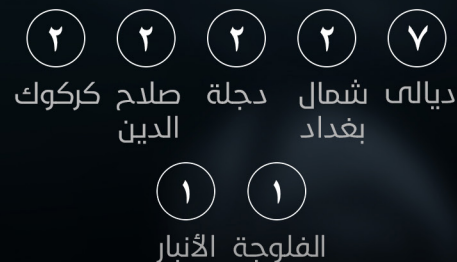 ٧ ٢ ٢ ٢ ٢
ديالى شمال دجلة صلاح كركوك
بغداد الدين
١ ١
الفلوجة الأنبار